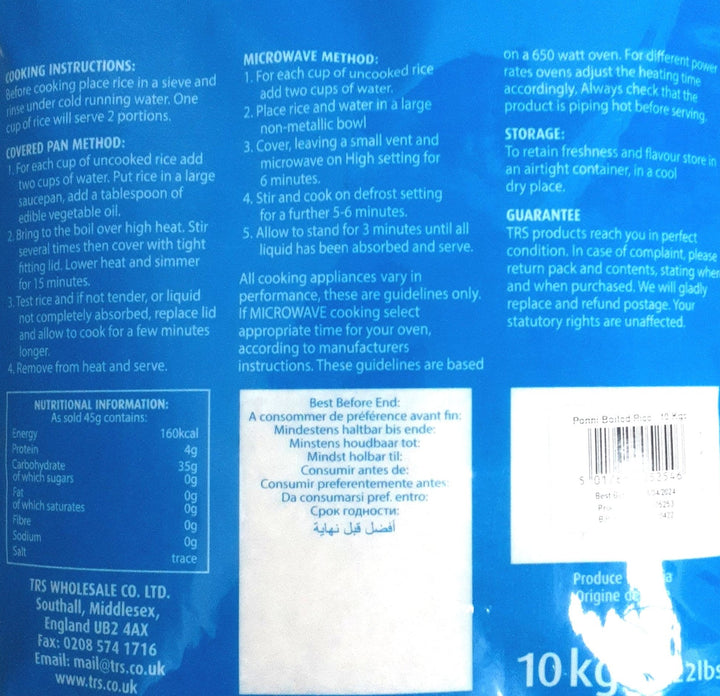 COOKING INSTRUCTIONS:
Before cooking place rice in a sieve and
rinse under cold running water. One
cup of rice will serve 2 portions.
COVERED PAN METHOD:
1. For each cup of uncooked rice add
two cups of water. Put rice in a large
saucepan, add a tablespoon of
edible vegetable oil.
2. Bring to the boil over high heat. Stir
several times then cover with tight
fitting lid. Lower heat and simmer
for 15 minutes.
3. Test rice and if not tender, or liquid
not completely absorbed, replace lid
and allow to cook for a few minutes
longer.
4. Remove from heat and serve.
MICROWAVE METHOD:
1. For each cup of uncooked rice
add two cups of water.
2. Place rice and water in a large
non-metallic bowl
3. Cover, leaving a small vent and
microwave on High setting for
6 minutes.
4. Stir and cook on defrost setting
for a further 5-6 minutes.
5. Allow to stand for 3 minutes until all
liquid has been absorbed and serve.
All cooking appliances vary in
performance, these are guidelines only.
If MICROWAVE cooking select
appropriate time for your oven,
according to manufacturers
instructions. These guidelines are based
on a 650 watt oven. For different power
rates ovens adjust the heating time
accordingly. Always check that the
product is piping hot before serving.
STORAGE:
To retain freshness and flavour store in
an airtight container, in a cool
dry place.
GUARANTEE
TRS products reach you in perfect
condition. In case of complaint, please
return pack and contents, stating when
and when purchased. We will gladly
replace and refund postage. Your
statutory rights are unaffected.
NUTRITIONAL INFORMATION:
As sold 45g contains:
Energy 160kcal
Protein 4g
Carbohydrate 35g
of which sugars 0g
Fat 0g
of which saturates 0g
Fibre 0g
Sodium 0g
Salt trace
TRS WHOLESALE CO. LTD.
Southall, Middlesex,
England UB2 4AX
Fax: 0208 574 1716
Email: mail@trs.co.uk
www.trs.co.uk
Best Before End:
A consommer de préférence avant fin:
Mindestens haltbar bis ende:
Minstens houdbaar tot:
Mindst holbar til:
Consumir antes de:
Consumir preferentemente antes:
Da consumarsi pref. entro:
Срок годности:
أفضل قبل نهاية
Ponni Boiled Rice 10 Kgs
Best
Produce
Origine de
10 kg 22lbs